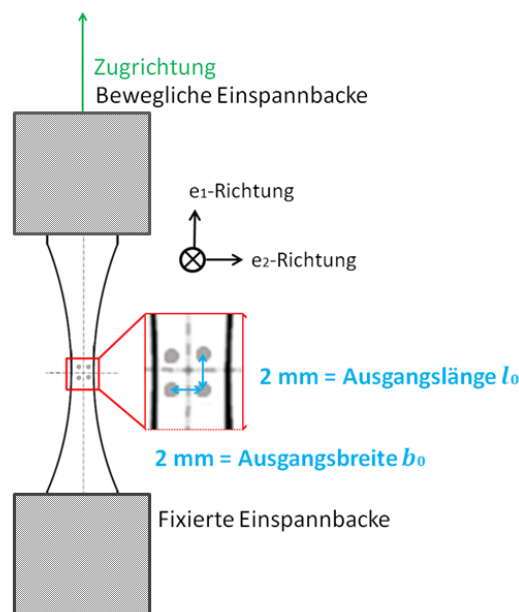 Zugrichtung
Bewegliche Einspannbacke
e₁-Richtung
e₂-Richtung
2 mm = Ausgangslänge l₀
2 mm = Ausgangsbreite b₀
Fixierte Einspannbacke